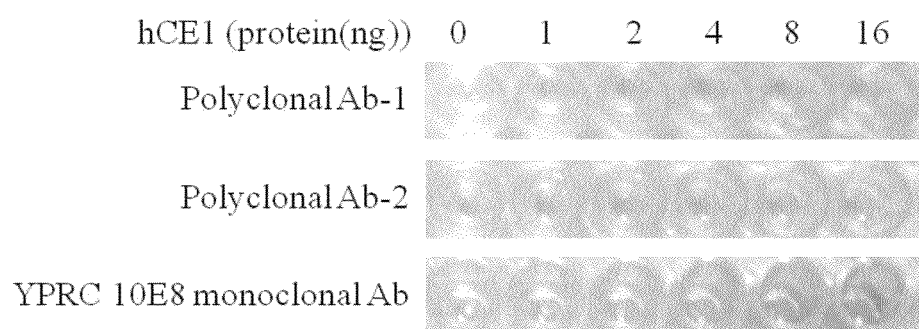 hCE1 (protein(ng)) 0 1 2 4 8 16
Polyclonal Ab-1
Polyclonal Ab-2
YPRC 10E8 monoclonal Ab